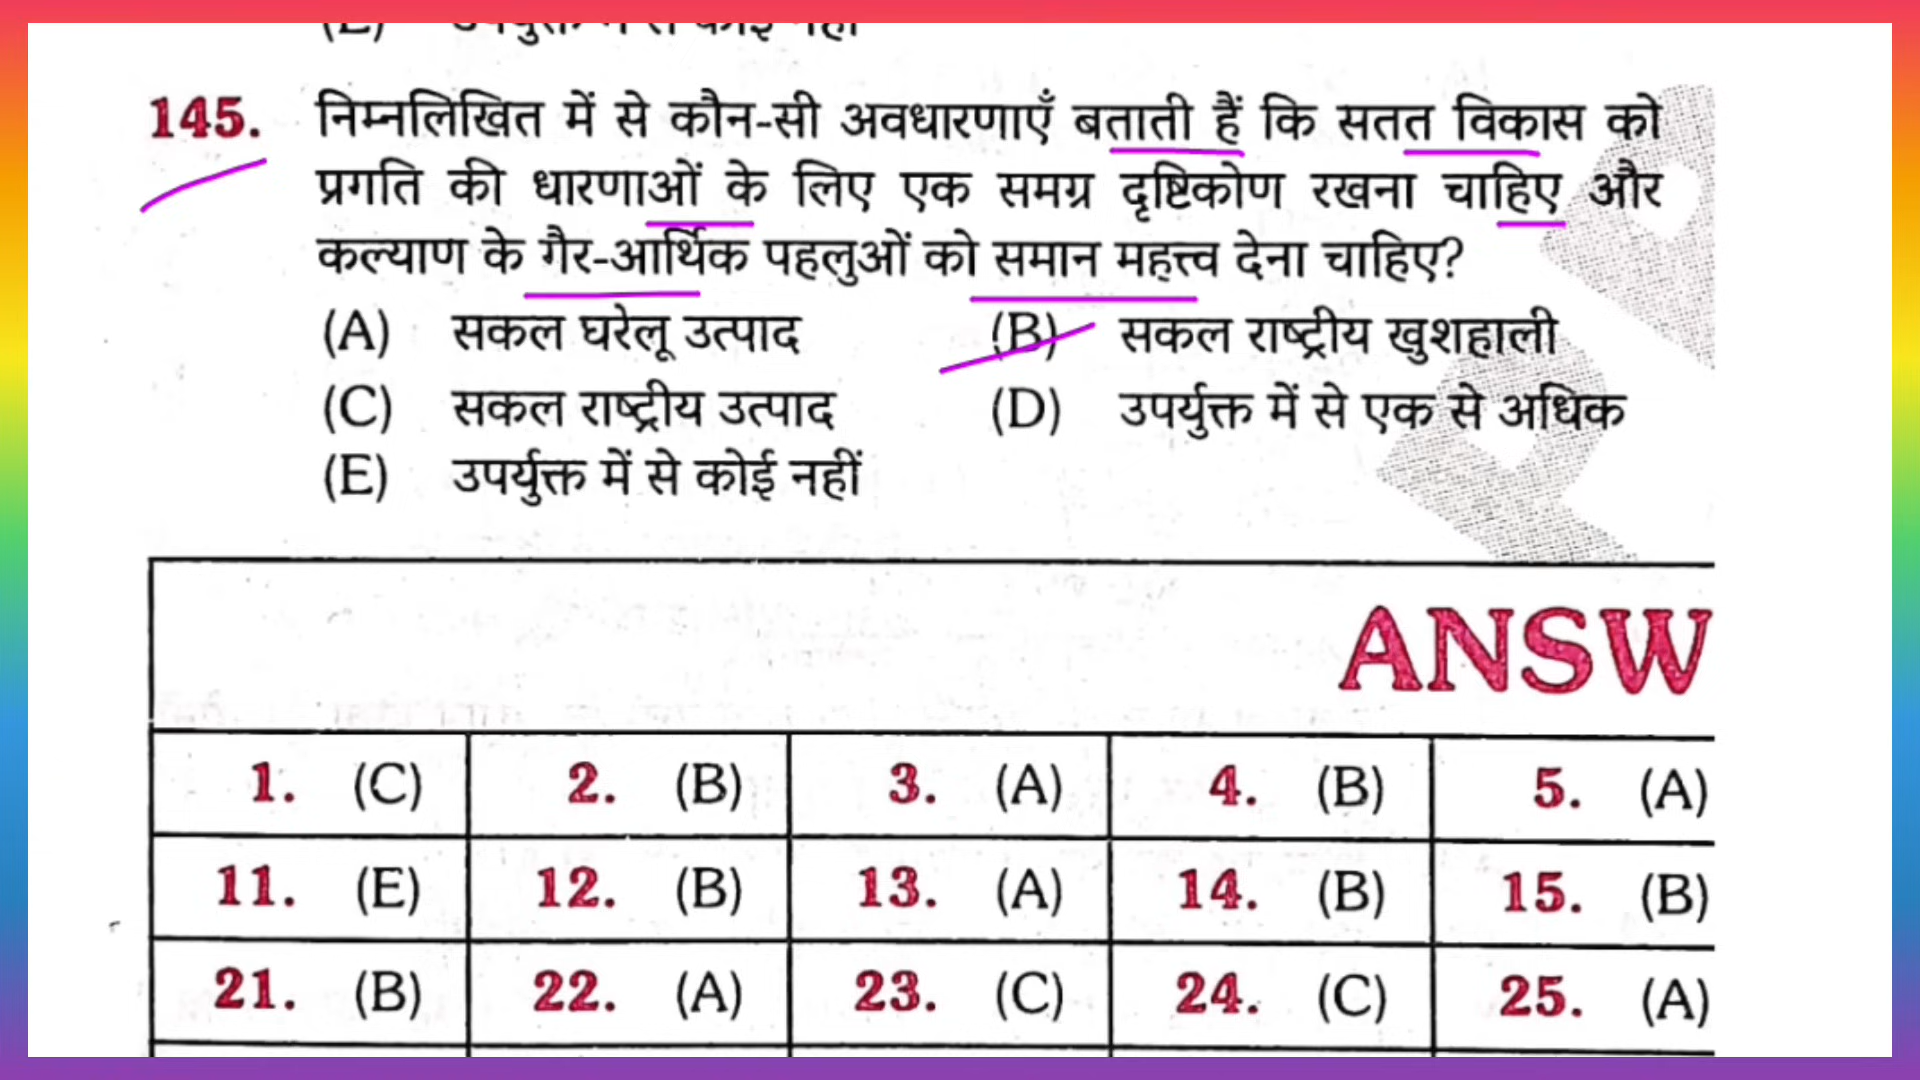 145. निम्नलिखित में से कौन-सी अवधारणाएँ बताती हैं कि सतत विकास को
प्रगति की धारणाओं के लिए एक समग्र दृष्टिकोण रखना चाहिए और
कल्याण के गैर-आर्थिक पहलुओं को समान महत्त्व देना चाहिए?
(A) सकल घरेलू उत्पाद (B) सकल राष्ट्रीय खुशहाली
(C) सकल राष्ट्रीय उत्पाद (D) उपर्युक्त में से एक से अधिक
(E) उपर्युक्त में से कोई नहीं
ANSW
1. (C) 2. (B) 3. (A) 4. (B) 5. (A)
11. (E) 12. (B) 13. (A) 14. (B) 15. (B)
21. (B) 22. (A) 23. (C) 24. (C) 25. (A)